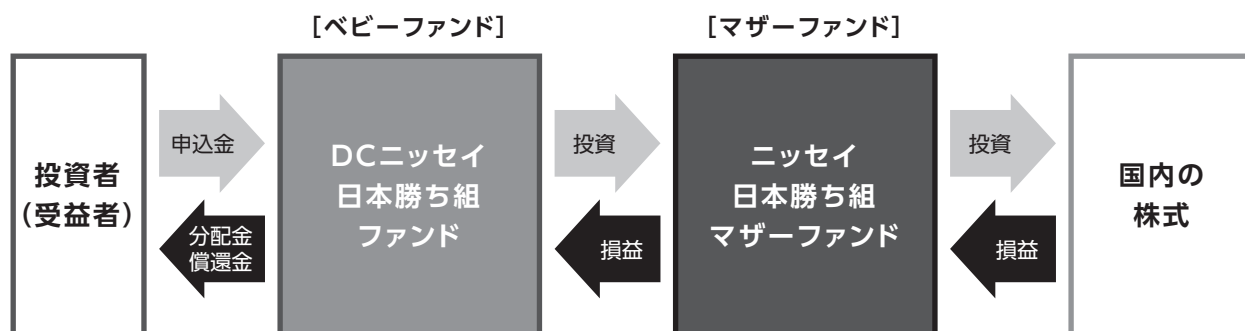 ［ベビーファンド］
［マザーファンド］
投資者
（受益者）
申込金
分配金
償還金
DCニッセイ
日本勝ち組
ファンド
投資
損益
ニッセイ
日本勝ち組
マザーファンド
投資
損益
国内の
株式